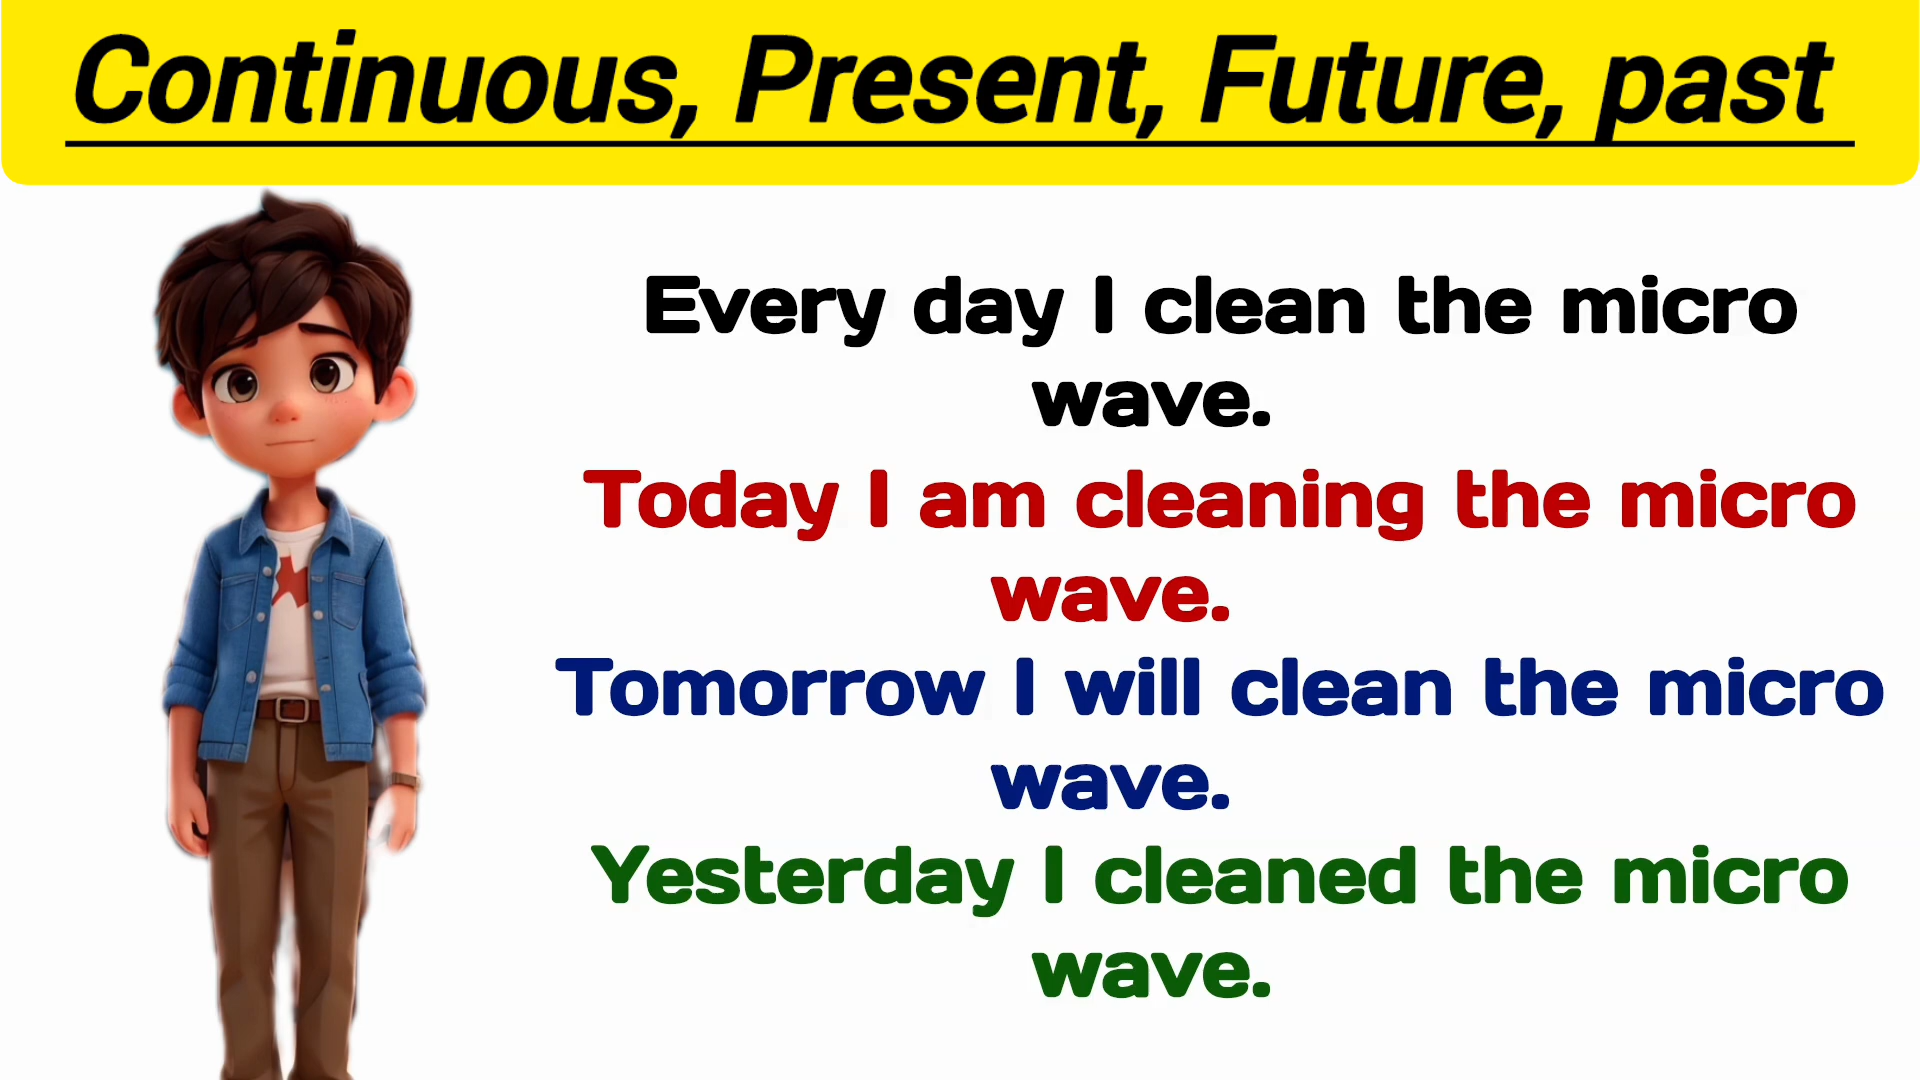 Continuous, Present, Future, past
Every day I clean the micro
wave.
Today I am cleaning the micro
wave.
Tomorrow I will clean the micro
wave.
Yesterday I cleaned the micro
wave.